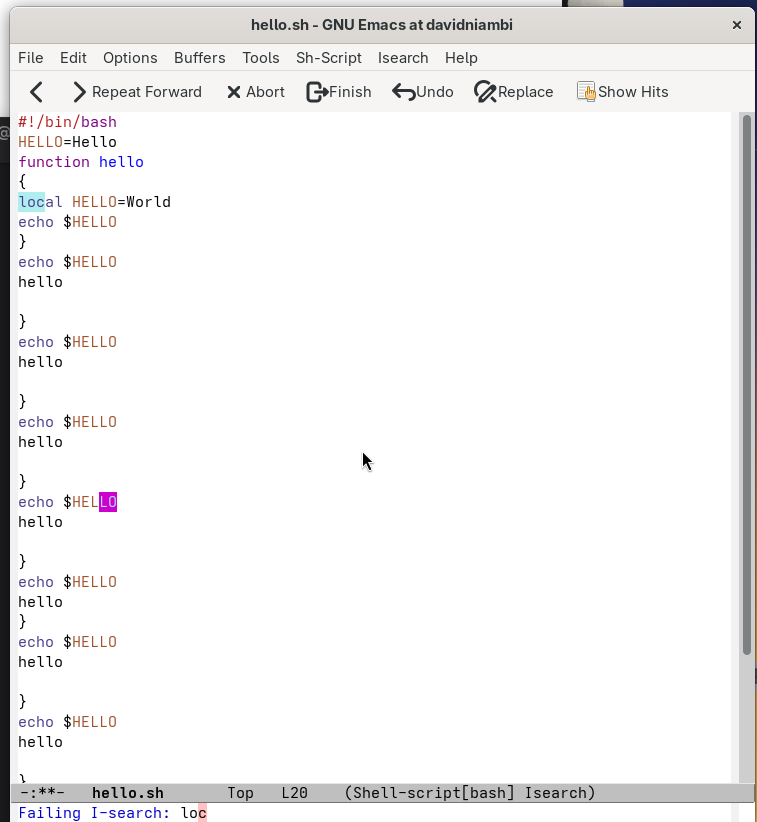 hello.sh - GNU Emacs at davidniambi ×
File Edit Options Buffers Tools Sh-Script Isearch Help
Repeat Forward Abort Finish Undo Replace Show Hits
@
#!/bin/bash
HELLO=Hello
function hello
{
local HELLO=World
echo $HELLO
}
echo $HELLO
hello
}
echo $HELLO
hello
}
echo $HELLO
hello
}
echo $HELLO
hello
}
echo $HELLO
hello
}
echo $HELLO
hello
}
echo $HELLO
hello
}
-:**- hello.sh Top L20 (Shell-script[bash] Isearch)
Failing I-search: loc